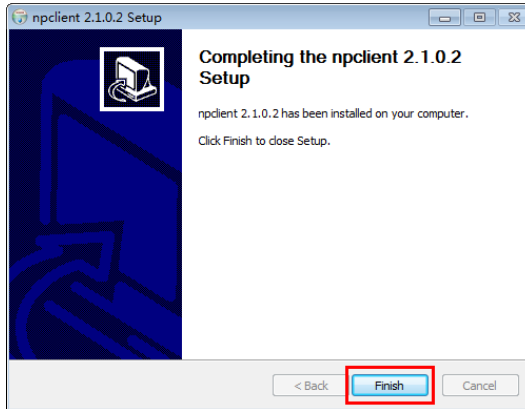 npclient 2.1.0.2 Setup
Completing the npclient 2.1.0.2
Setup
npclient 2.1.0.2 has been installed on your computer.
Click Finish to close Setup.
< Back
Finish
Cancel